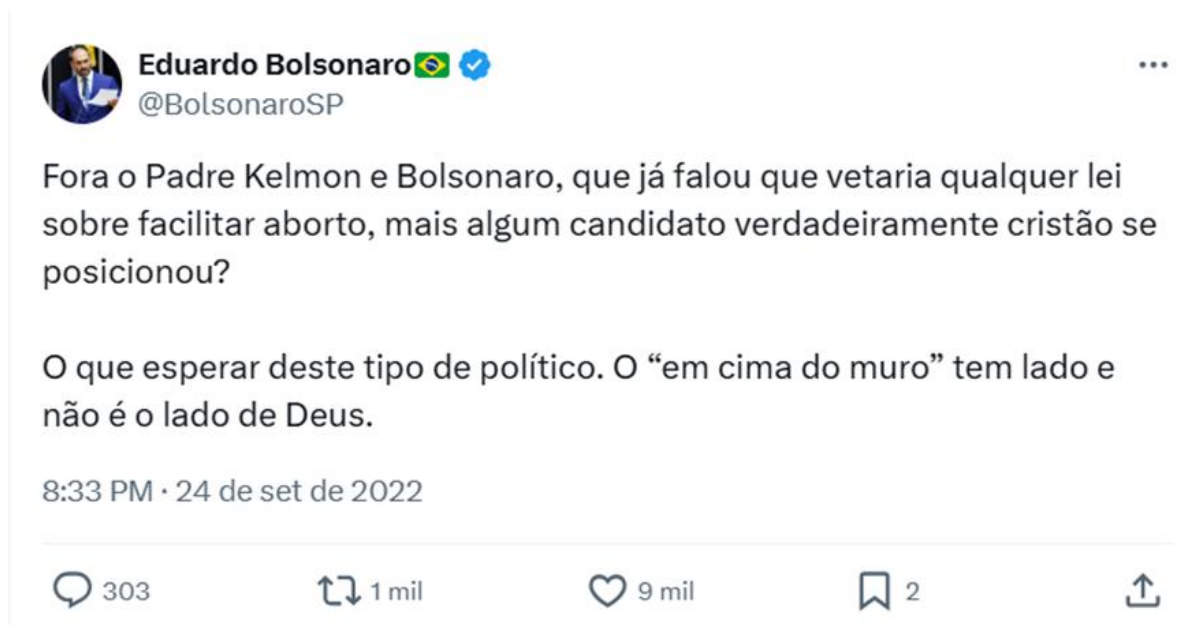 Eduardo Bolsonaro🇧🇷
@BolsonaroSP
Fora o Padre Kelmon e Bolsonaro, que já falou que vetaria qualquer lei
sobre facilitar aborto, mais algum candidato verdadeiramente cristão se
posicionou?
O que esperar deste tipo de político. O “em cima do muro” tem lado e
não é o lado de Deus.
8:33 PM · 24 de set de 2022
303 1 mil 9 mil 2